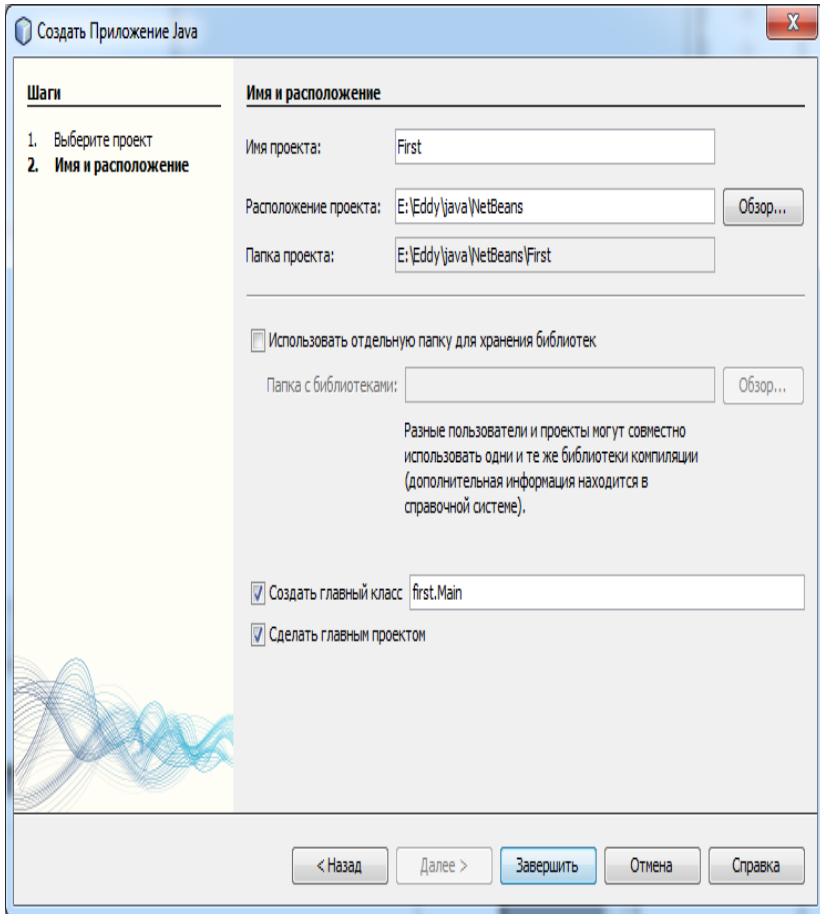 Создать Приложение Java
Шаги
1. Выберите проект
2. Имя и расположение
Имя и расположение
Имя проекта: First
Расположение проекта: E:\Eddy\java\NetBeans Обзор...
Папка проекта: E:\Eddy\java\NetBeans\First
Использовать отдельную папку для хранения библиотек
Папка с библиотеками: Обзор...
Разные пользователи и проекты могут совместно
использовать одни и те же библиотеки компиляции
(дополнительная информация находится в
справочной системе).
Создать главный класс first.Main
Сделать главным проектом
< Назад Далее > Завершить Отмена Справка